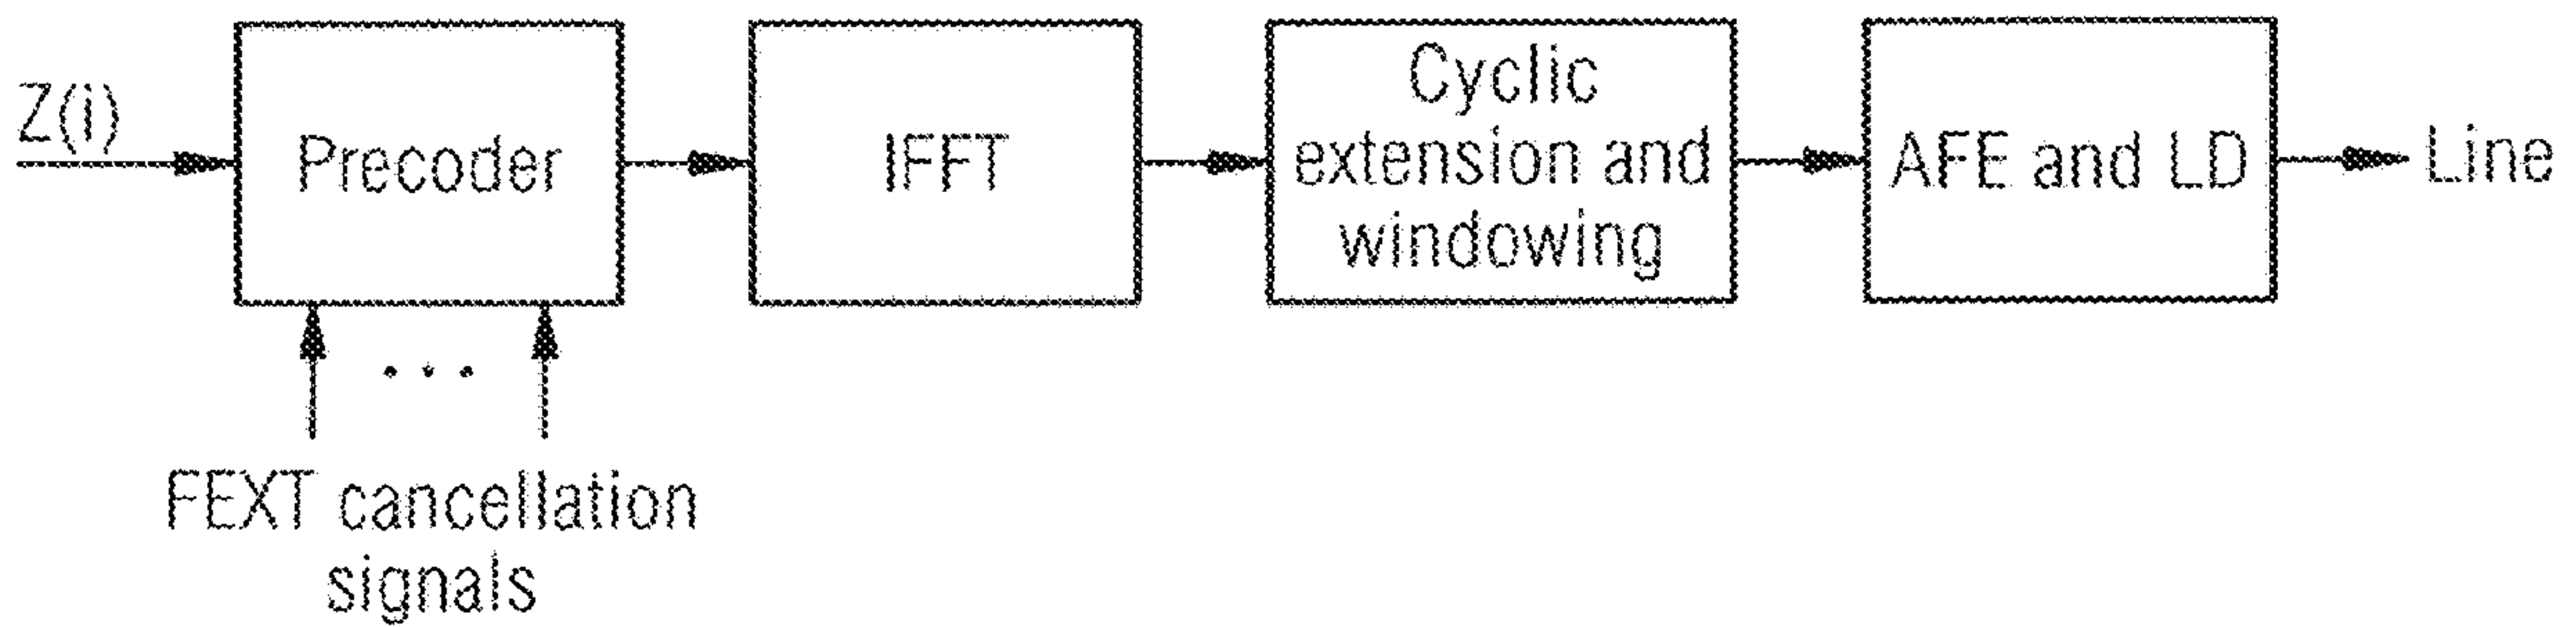 Z(i)
Precoder
IFFT
Cyclic
extension and
windowing
AFE and LD
Line
. . .
FEXT cancellation
signals